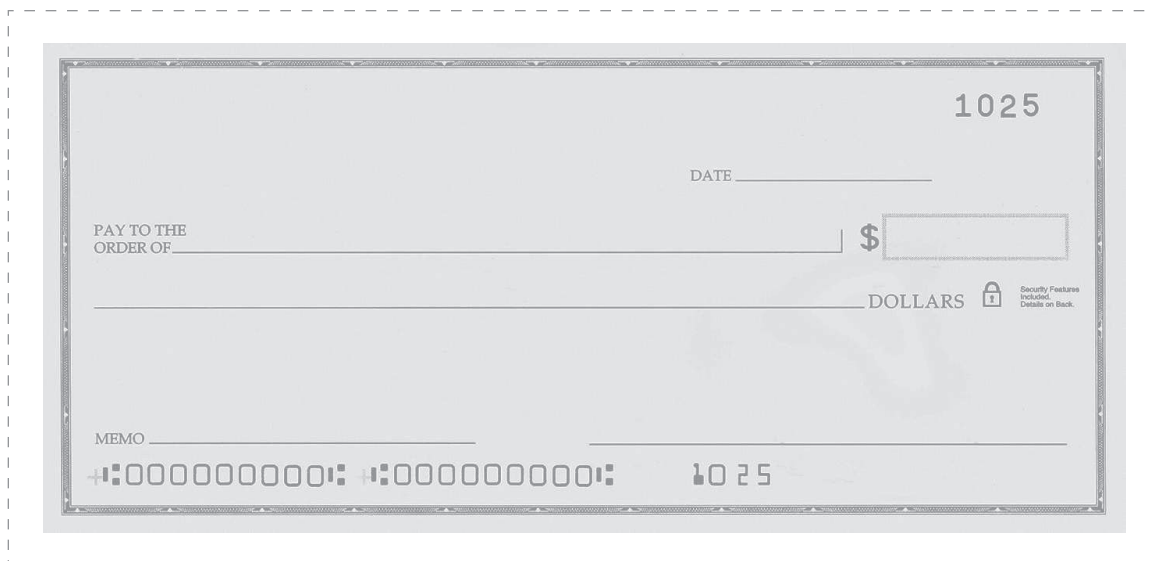 1025
DATE
PAY TO THE
ORDER OF
$
DOLLARS
Security Features
Included.
Details on Back.
MEMO
⑆000000000⑆ ⑆000000000⑆ 1025